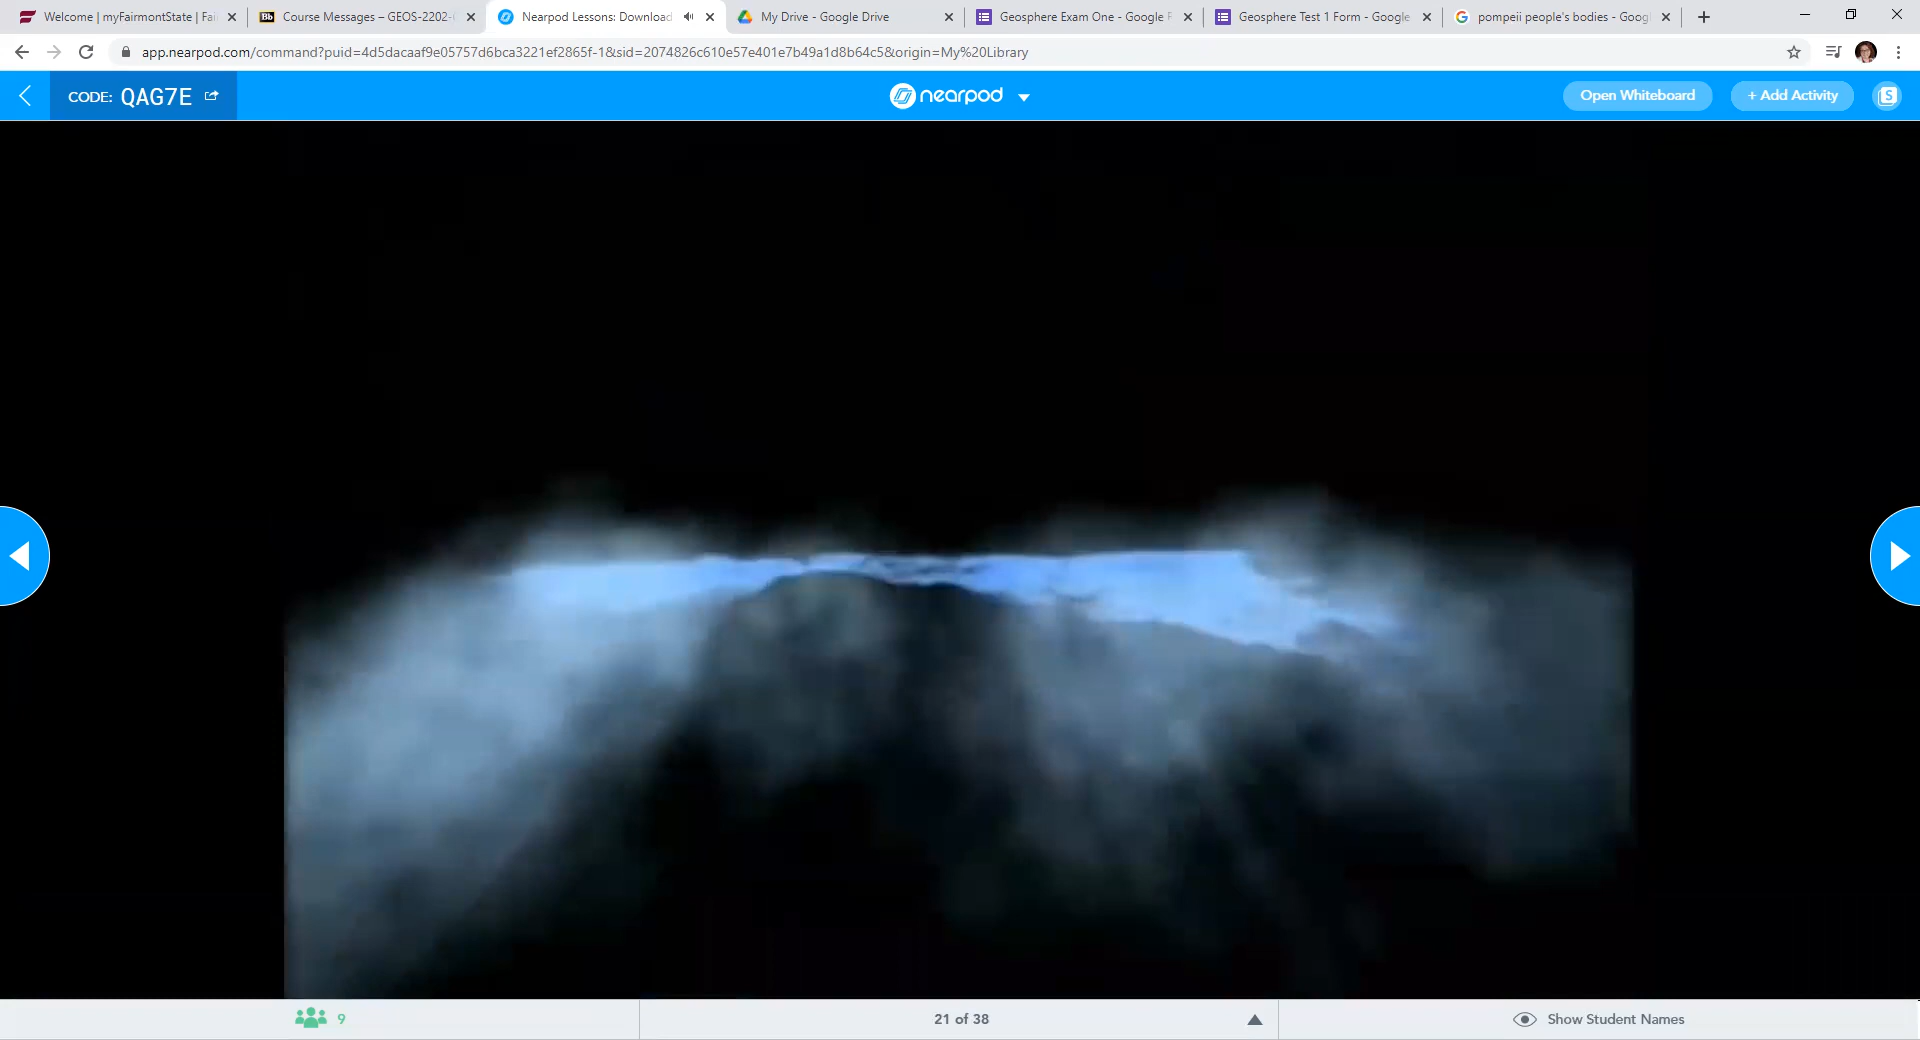 Welcome | myFairmontState | Fai
Course Messages – GEOS-2202-
Nearpod Lessons: Download
My Drive - Google Drive
Geosphere Exam One - Google F
Geosphere Test 1 Form - Google
pompeii people's bodies - Goog
app.nearpod.com/command?puid=4d5dacaaf9e05757d6bca3221ef2865f-1&sid=2074826c610e57e401e7b49a1d8b64c5&origin=My%20Library
CODE: QAG7E
nearpod
Open Whiteboard
+ Add Activity
S
9
21 of 38
Show Student Names